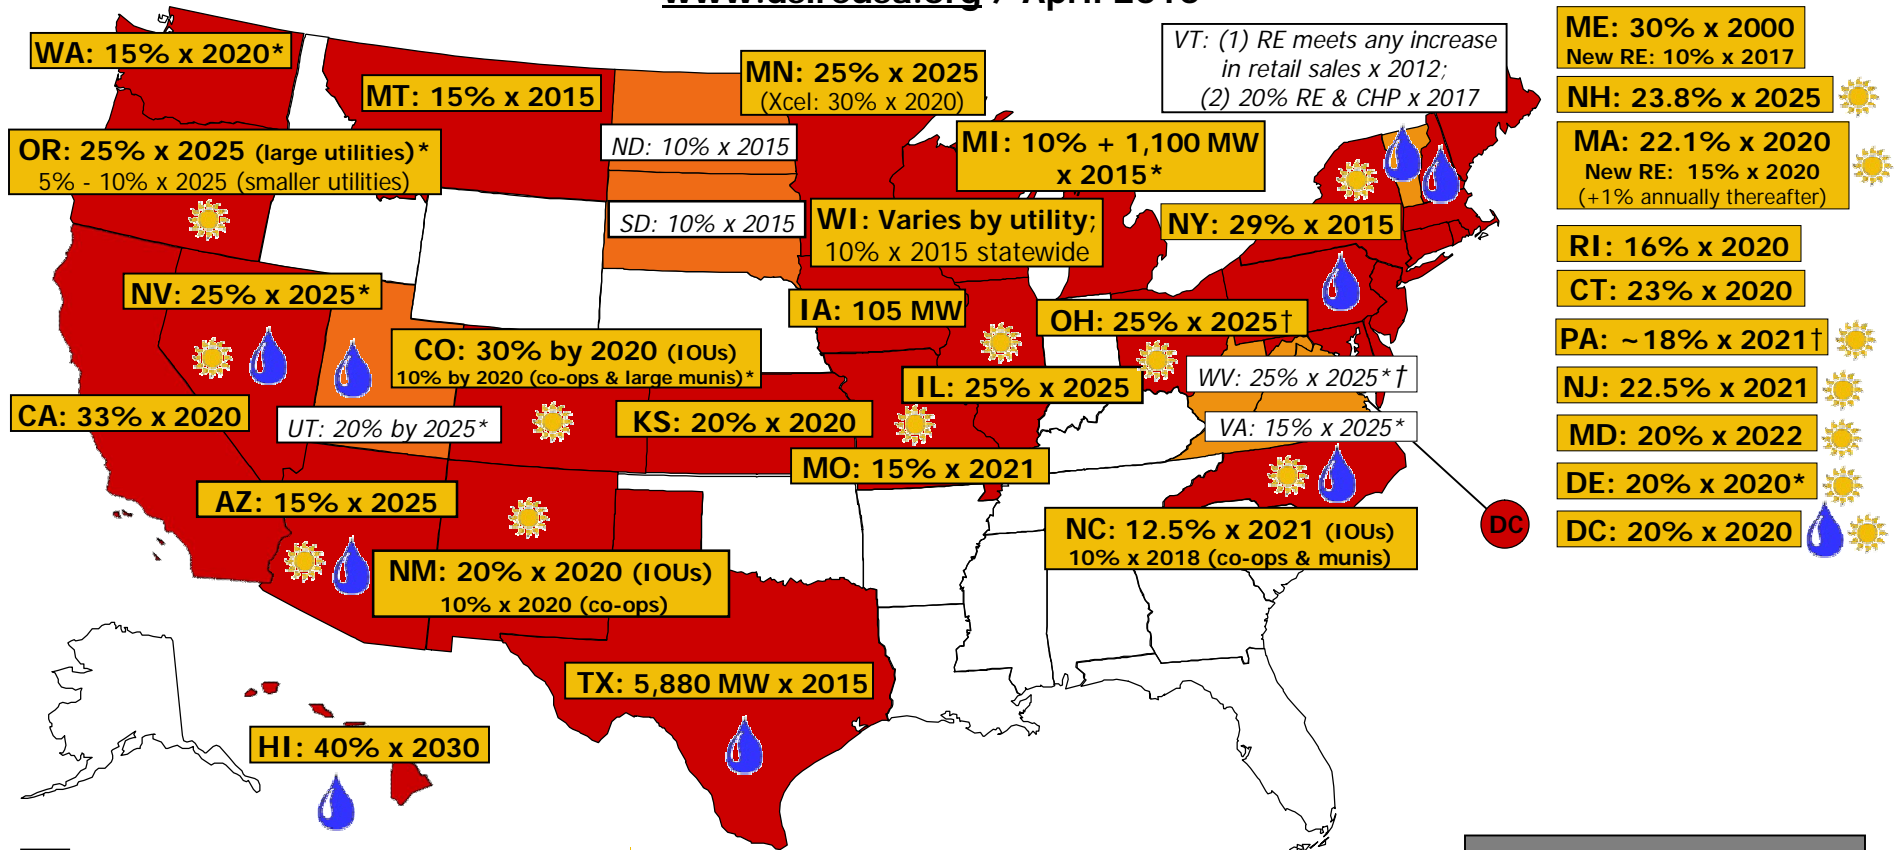 www.dsireusa.org / April 2010
WA: 15% x 2020*
MT: 15% x 2015
MN: 25% x 2025
(Xcel: 30% x 2020)
VT: (1) RE meets any increase
in retail sales x 2012;
(2) 20% RE & CHP x 2017
ME: 30% x 2000
New RE: 10% x 2017
NH: 23.8% x 2025
OR: 25% x 2025 (large utilities)*
5% - 10% x 2025 (smaller utilities)
ND: 10% x 2015
MI: 10% + 1,100 MW
x 2015*
MA: 22.1% x 2020
New RE: 15% x 2020
(+1% annually thereafter)
SD: 10% x 2015
WI: Varies by utility;
10% x 2015 statewide
NY: 29% x 2015
RI: 16% x 2020
NV: 25% x 2025*
IA: 105 MW
OH: 25% x 2025†
CT: 23% x 2020
CO: 30% by 2020 (IOUs)
10% by 2020 (co-ops & large munis)*
PA: ~18% x 2021†
IL: 25% x 2025
WV: 25% x 2025*†
NJ: 22.5% x 2021
CA: 33% x 2020
UT: 20% by 2025*
KS: 20% x 2020
VA: 15% x 2025*
MD: 20% x 2022
MO: 15% x 2021
DE: 20% x 2020*
AZ: 15% x 2025
NC: 12.5% x 2021 (IOUs)
10% x 2018 (co-ops & munis)
DC
DC: 20% x 2020
NM: 20% x 2020 (IOUs)
10% x 2020 (co-ops)
TX: 5,880 MW x 2015
HI: 40% x 2030